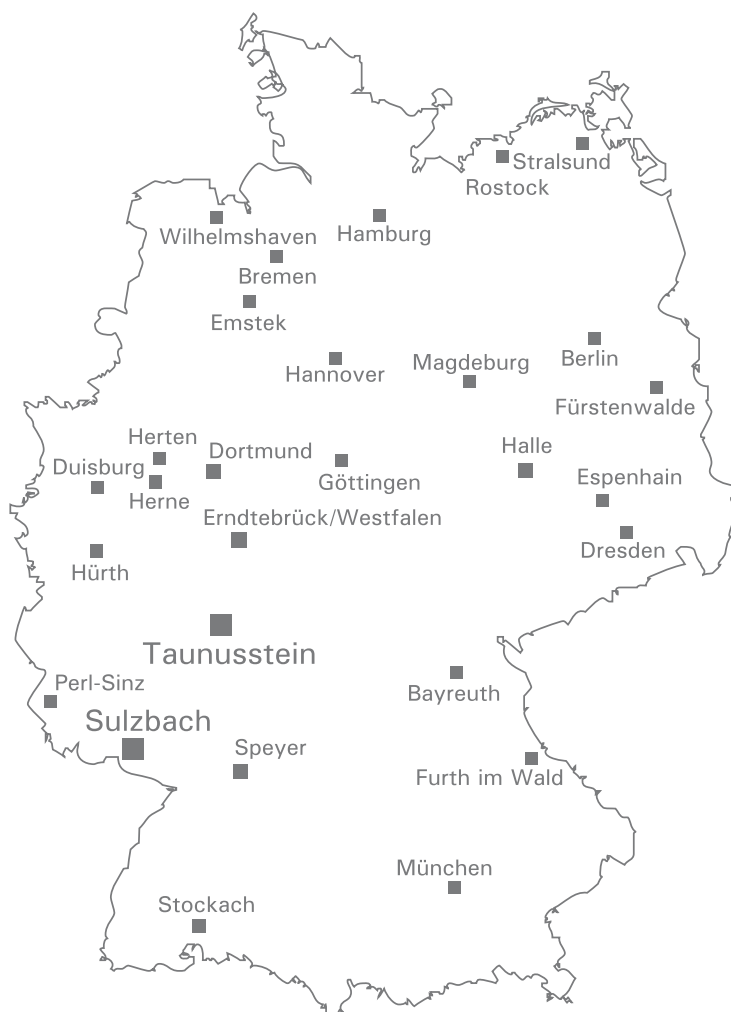 Stralsund
Rostock
Wilhelmshaven
Hamburg
Bremen
Emstek
Hannover
Magdeburg
Berlin
Fürstenwalde
Herten
Dortmund
Duisburg
Herne
Göttingen
Halle
Espenhain
Erndtebrück/Westfalen
Dresden
Hürth
Taunusstein
Perl-Sinz
Bayreuth
Sulzbach
Speyer
Furth im Wald
München
Stockach